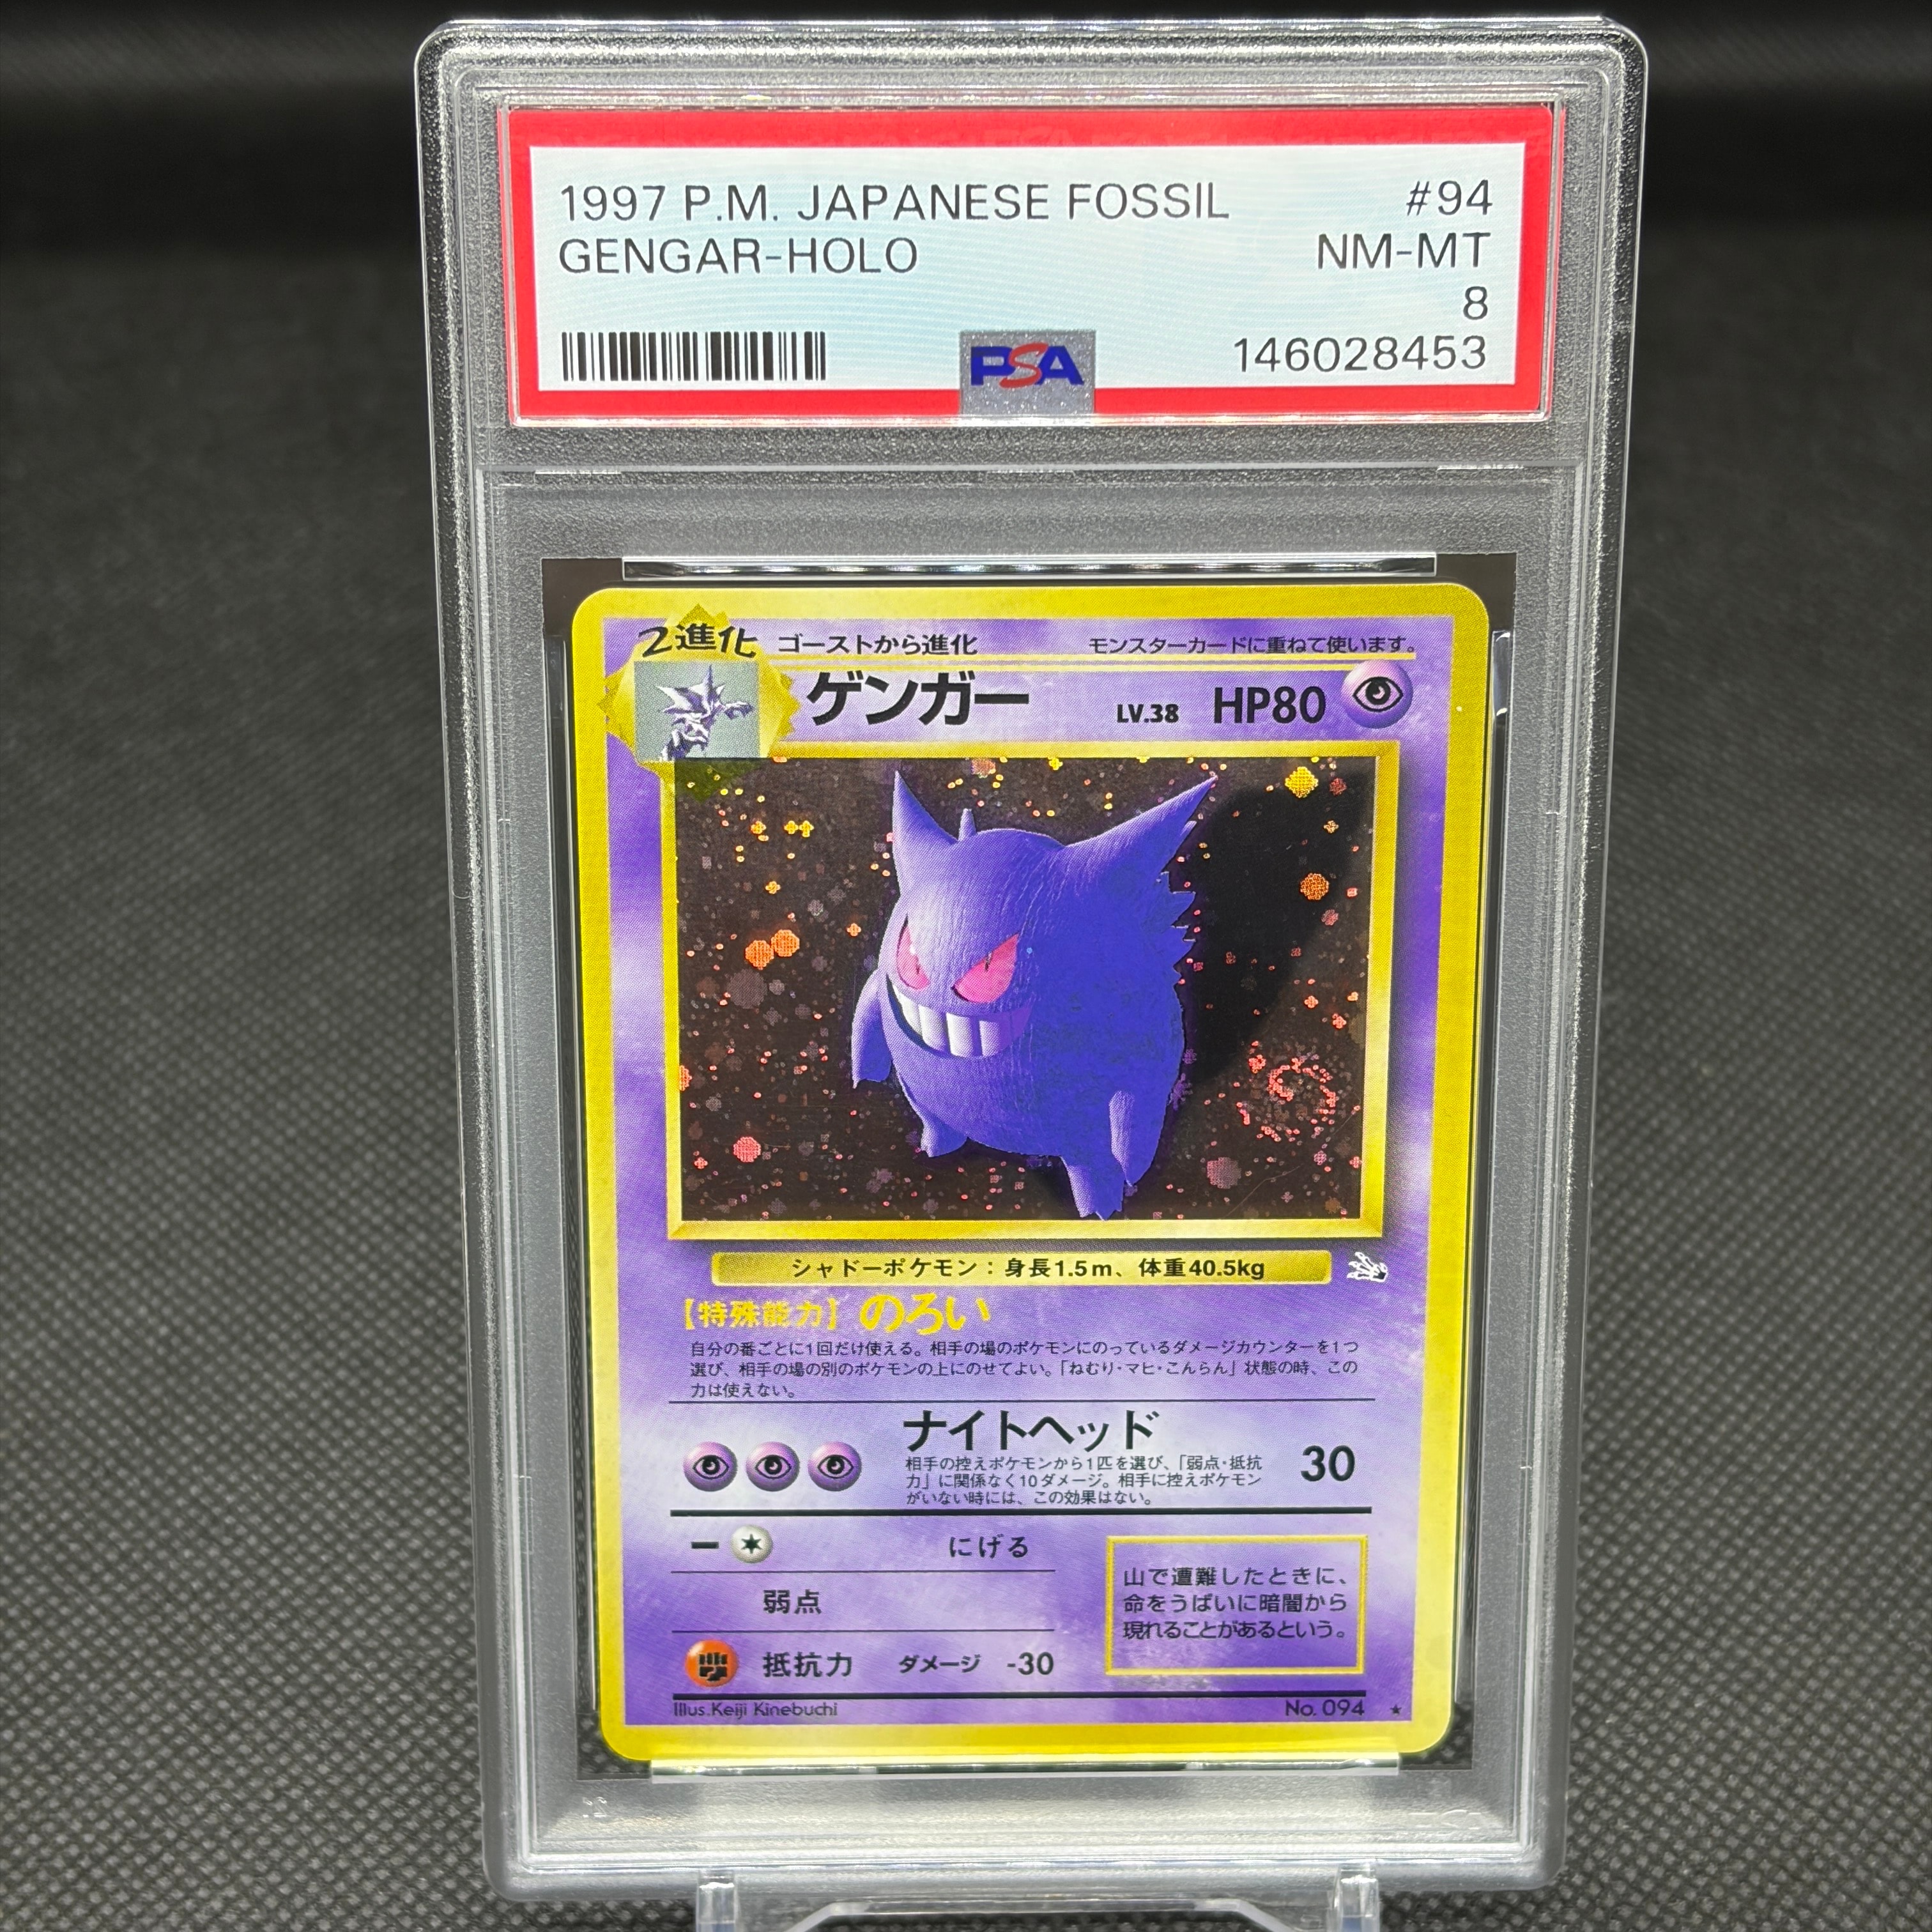 1997 P.M. JAPANESE FOSSIL #94
GENGAR-HOLO NM-MT
8
PSA 146028453
2進化 ゴーストから進化 モンスターカードに重ねて使います。
ゲンガー LV.38 HP80
シャドーポケモン：身長1.5m、体重40.5kg
【特殊能力】のろい
自分の番ごとに1回だけ使える。相手の場のポケモンにのっているダメージカウンターを1つ
選び、相手の場の別のポケモンの上にのせてよい。「ねむり・マヒ・こんらん」状態の時、この
力は使えない。
ナイトヘッド 30
相手の控えポケモンから1匹を選び、「弱点・抵抗
力」に関係なく10ダメージ。相手に控えポケモン
がいない時には、この効果はない。
にげる
弱点
抵抗力 ダメージ -30
山で遭難したときに、
命をうばいに暗闇から
現れることがあるという。
Illus.Keiji Kinebuchi No. 094 ★